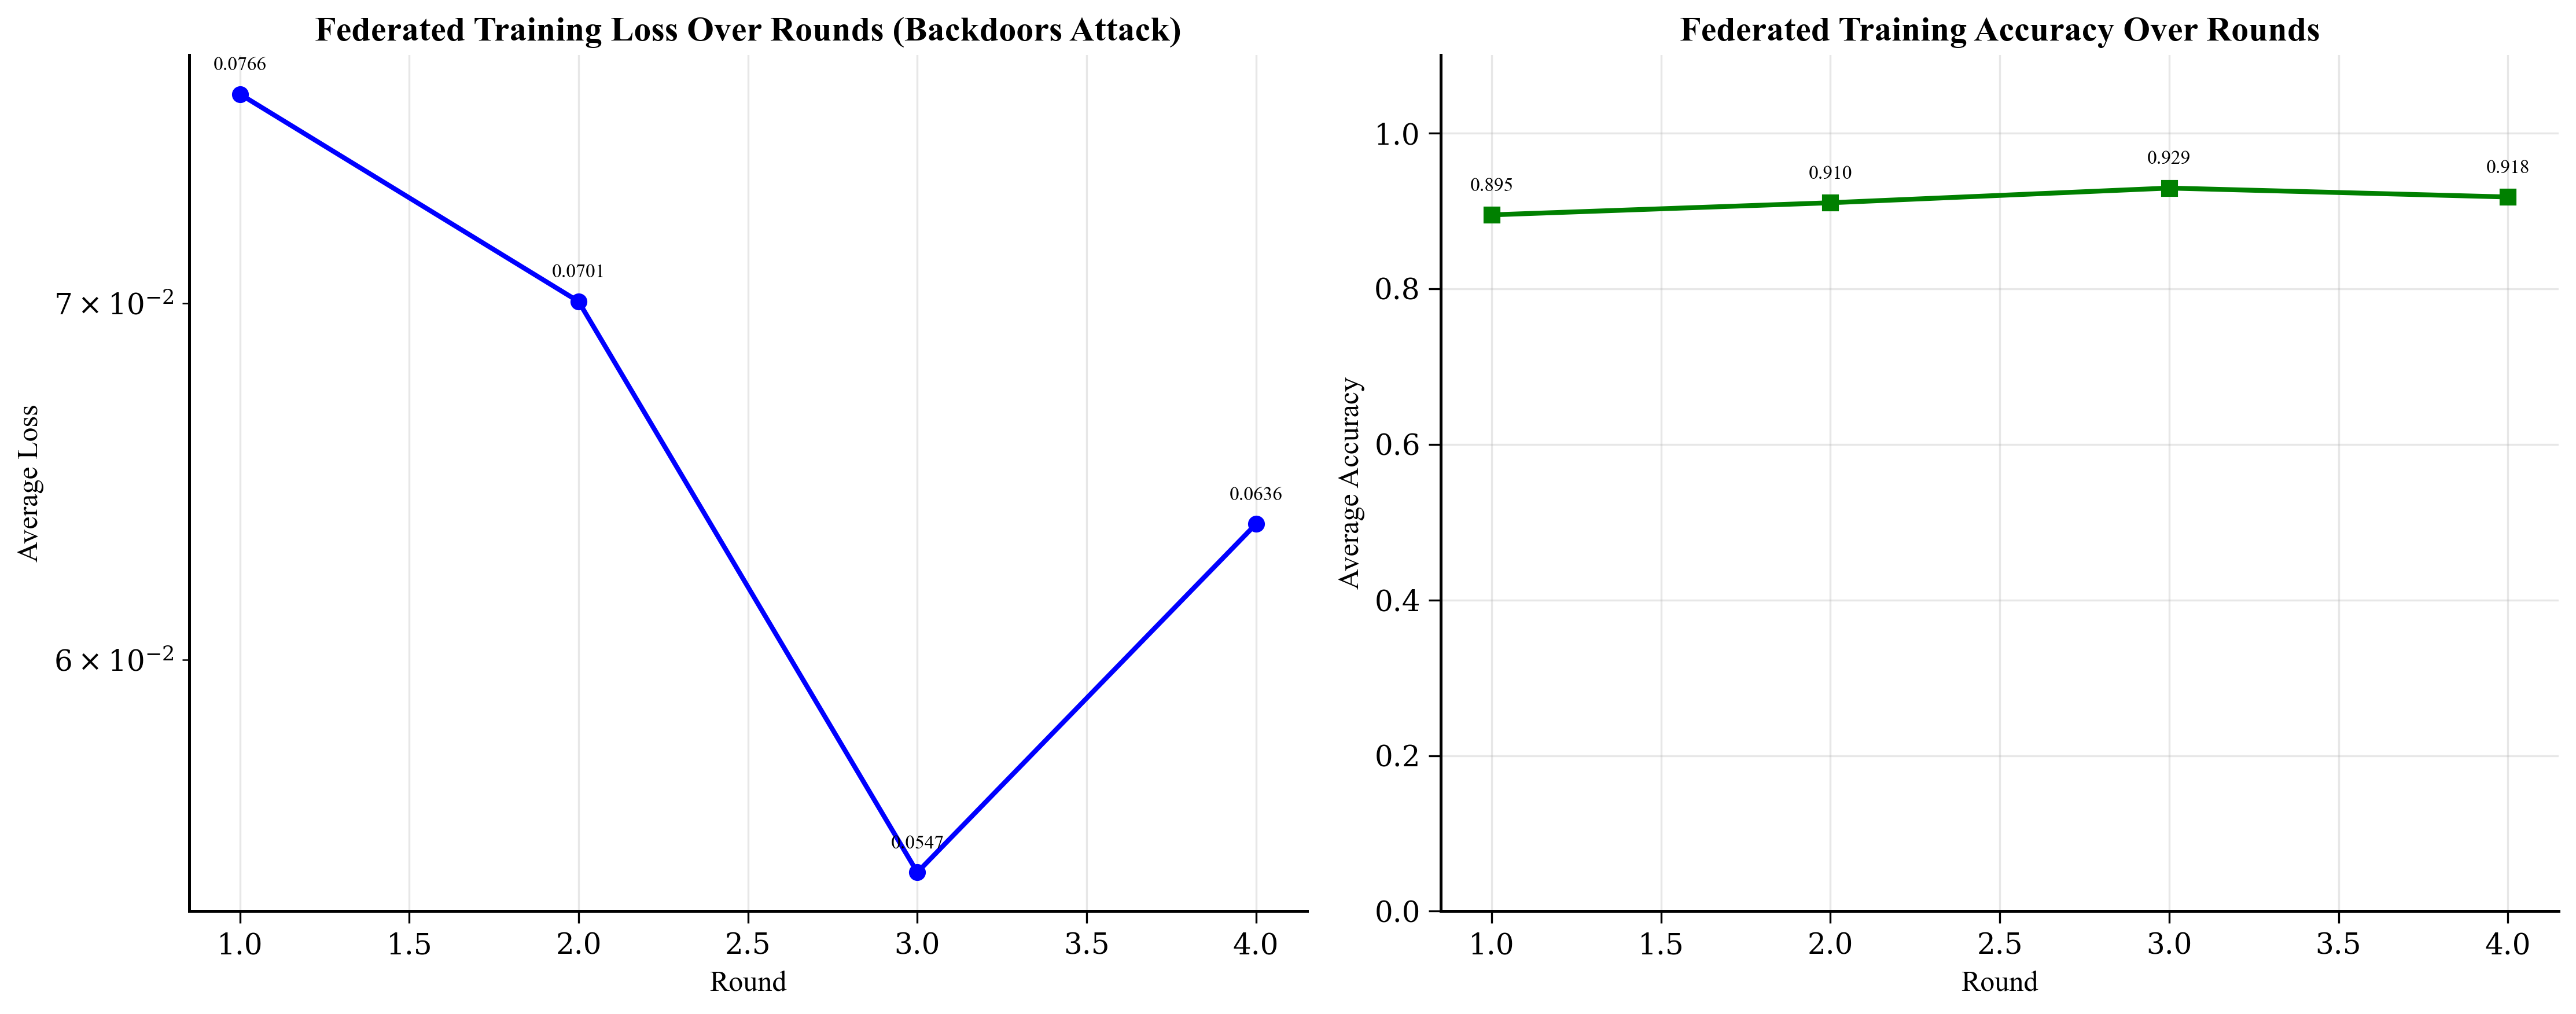 Federated Training Loss Over Rounds (Backdoors Attack)
0.0766
0.0701
0.0547
0.0636
7 × 10⁻²
6 × 10⁻²
Average Loss
1.0 1.5 2.0 2.5 3.0 3.5 4.0
Round
Federated Training Accuracy Over Rounds
0.895 0.910 0.929 0.918
1.0
0.8
0.6
0.4
0.2
0.0
Average Accuracy
1.0 1.5 2.0 2.5 3.0 3.5 4.0
Round